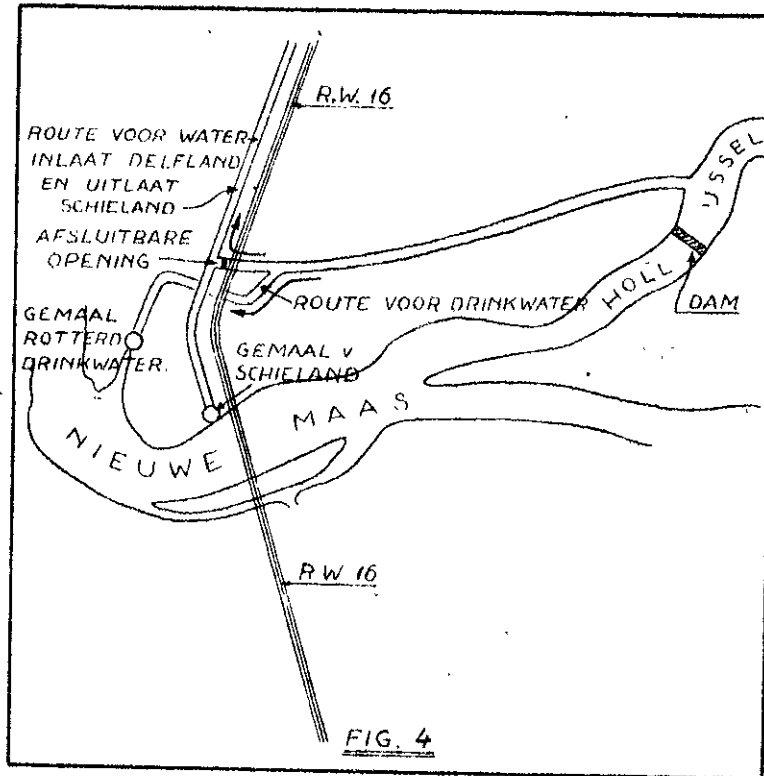 R.W. 16
ROUTE VOOR WATER
INLAAT DELFLAND
EN UITLAAT
SCHIELAND
AFSLUITBARE
OPENING
IJSSEL
HOLL
DAM
ROUTE VOOR DRINKWATER
GEMAAL
ROTTERD
DRINKWATER.
GEMAAL V
SCHIELAND
NIEUWE MAAS
R W 16
FIG. 4